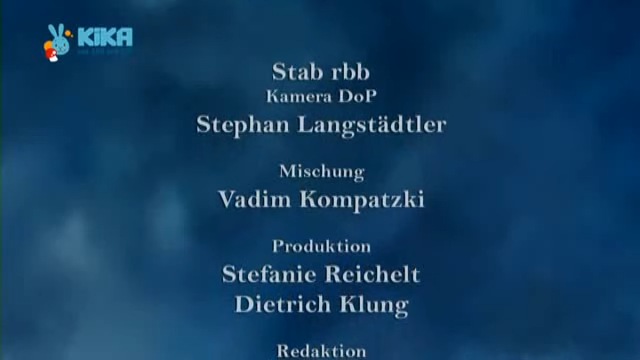 KiKA
Stab rbb
Kamera DoP
Stephan Langstädtler
Mischung
Vadim Kompatzki
Produktion
Stefanie Reichelt
Dietrich Klung
Redaktion